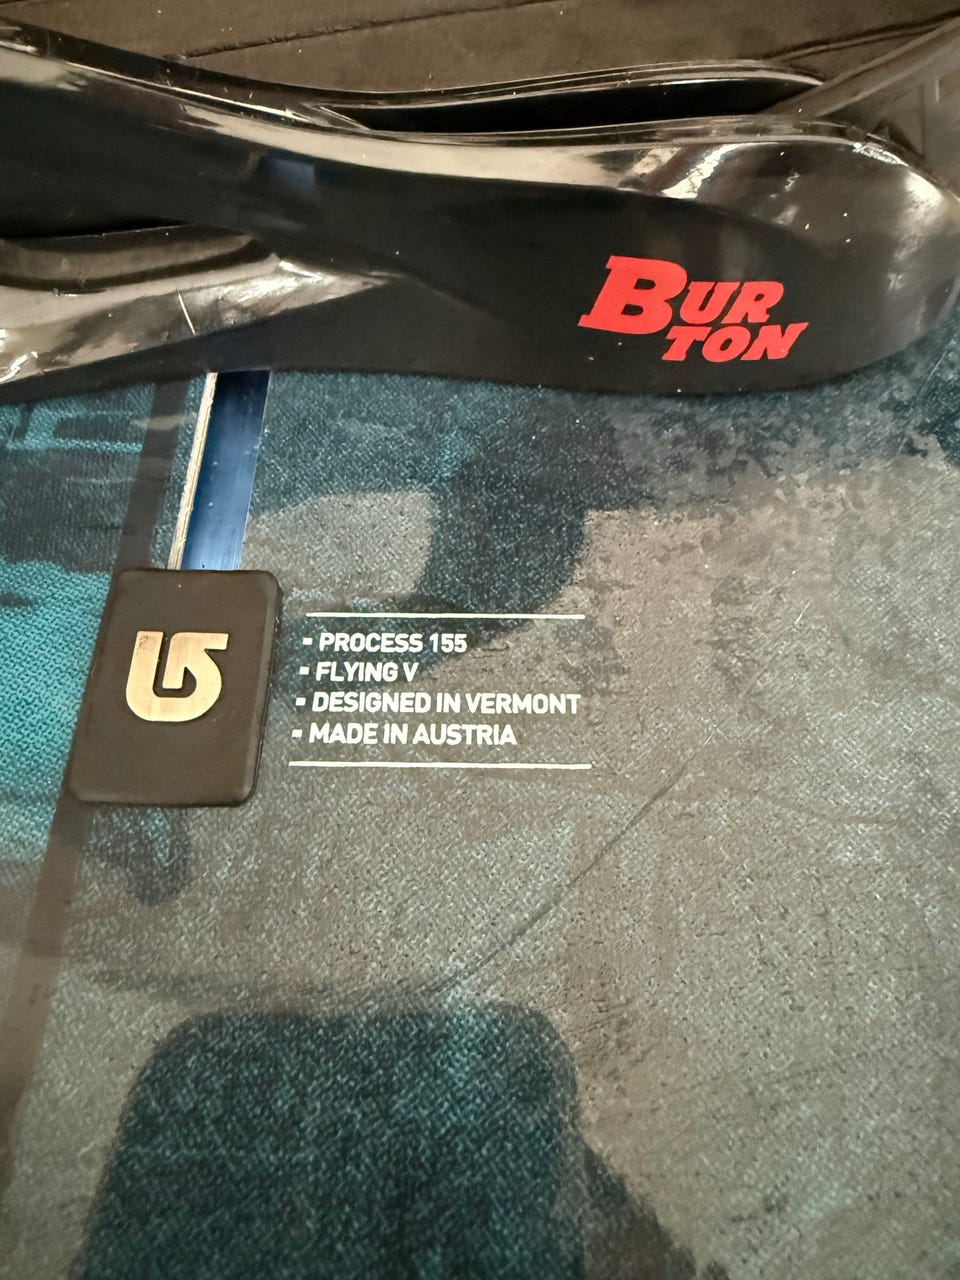 BUR
TON
PROCESS 155
FLYING V
DESIGNED IN VERMONT
MADE IN AUSTRIA